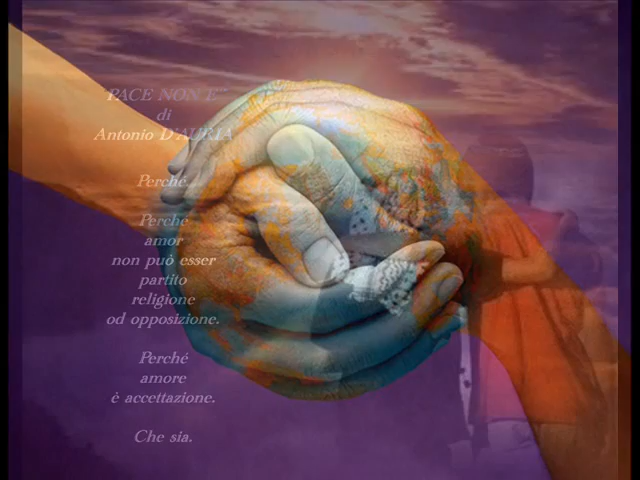 "PACE NON E'"
di
Antonio D'AURIA
Perché...
Perché
amor
non può esser
partito
religione
od opposizione.
Perché
amore
è accettazione.
Che sia.